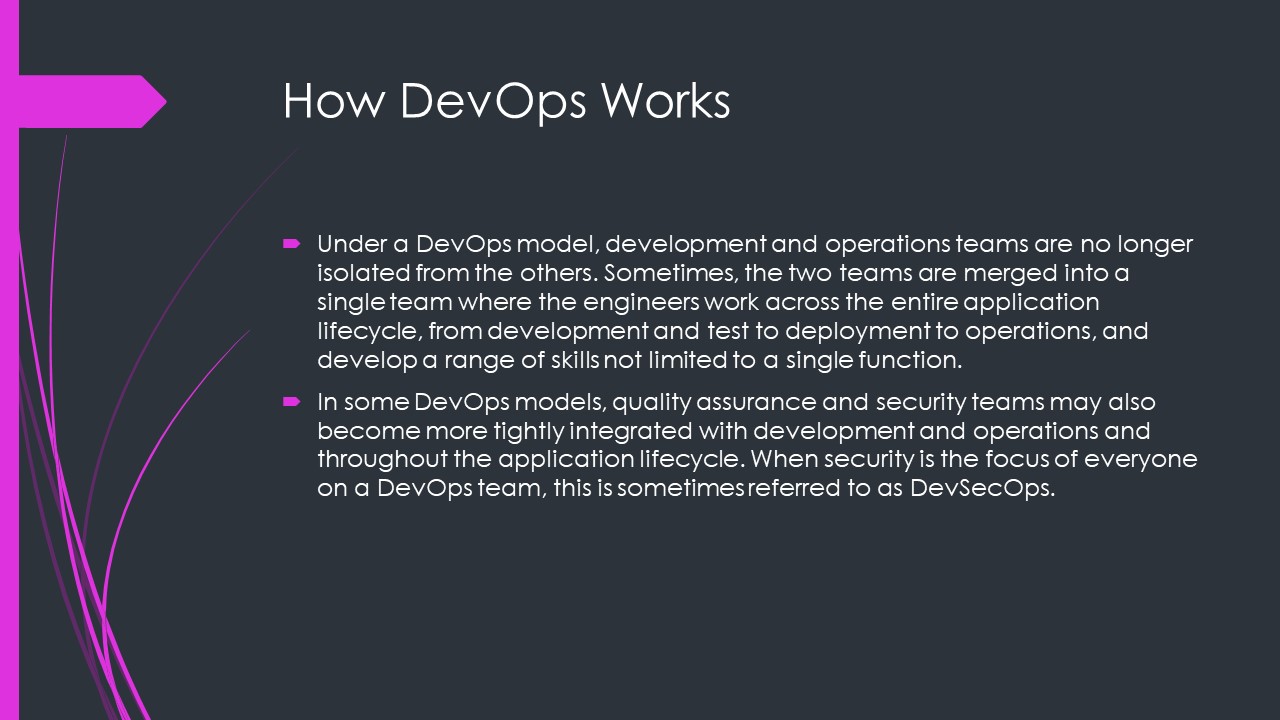 How DevOps Works
Under a DevOps model, development and operations teams are no longer
isolated from the others. Sometimes, the two teams are merged into a
single team where the engineers work across the entire application
lifecycle, from development and test to deployment to operations, and
develop a range of skills not limited to a single function.
In some DevOps models, quality assurance and security teams may also
become more tightly integrated with development and operations and
throughout the application lifecycle. When security is the focus of everyone
on a DevOps team, this is sometimes referred to as DevSecOps.